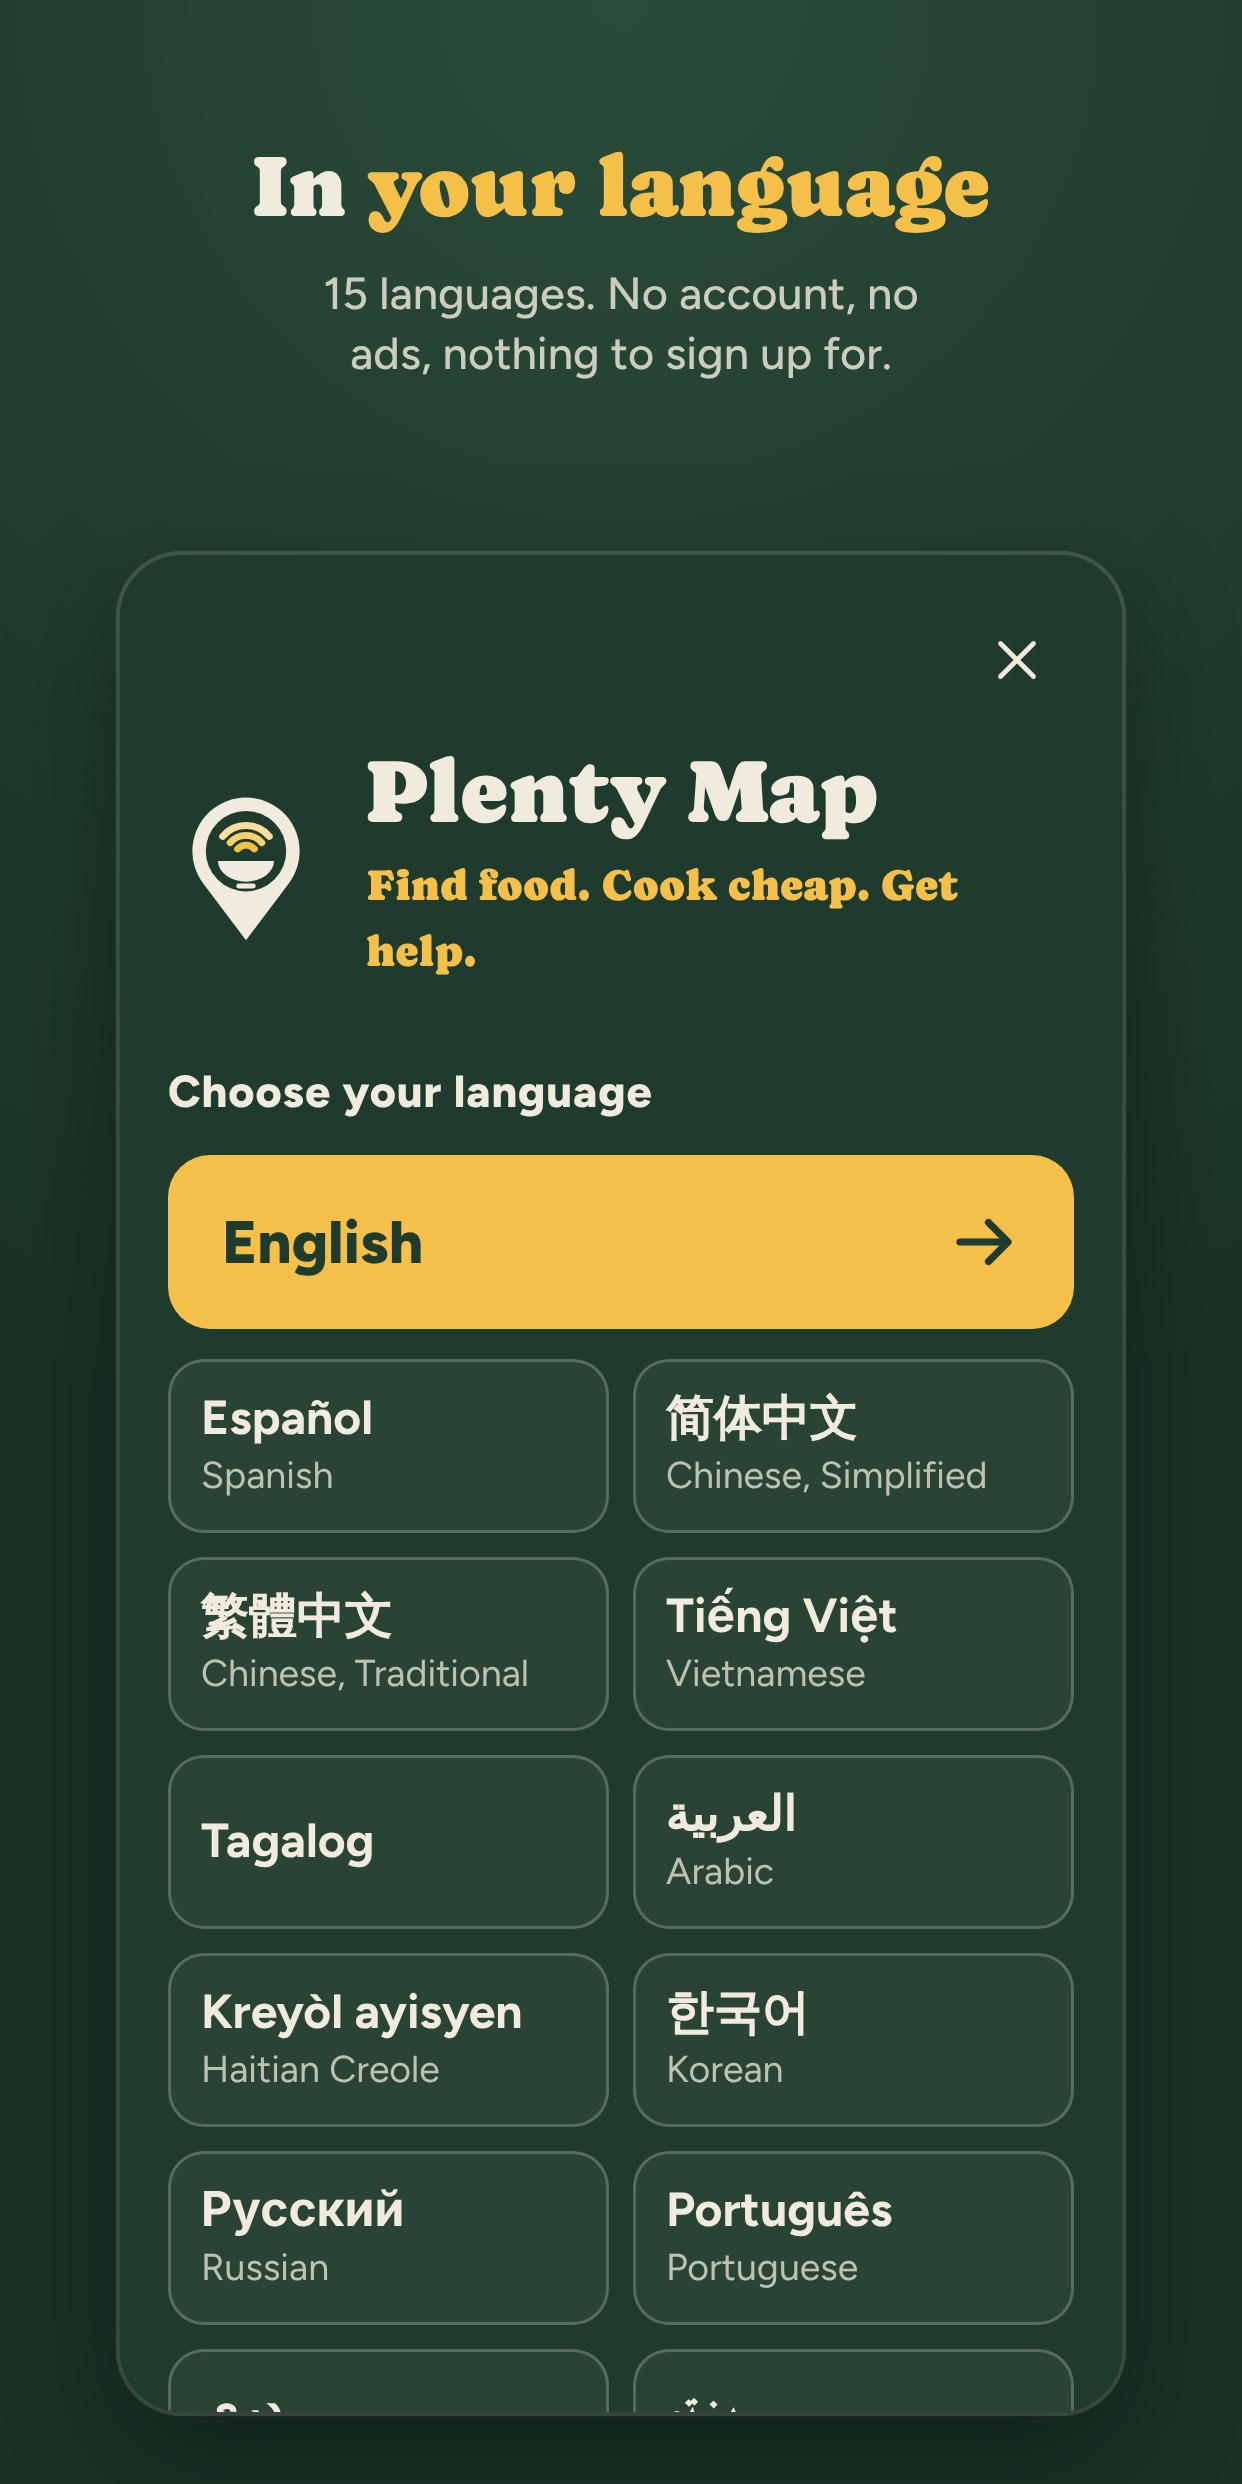 In your language
15 languages. No account, no
ads, nothing to sign up for.
Plenty Map
Find food. Cook cheap. Get
help.
Choose your language
English
Español
Spanish
简体中文
Chinese, Simplified
繁體中文
Chinese, Traditional
Tiếng Việt
Vietnamese
Tagalog
العربية
Arabic
Kreyòl ayisyen
Haitian Creole
한국어
Korean
Русский
Russian
Português
Portuguese